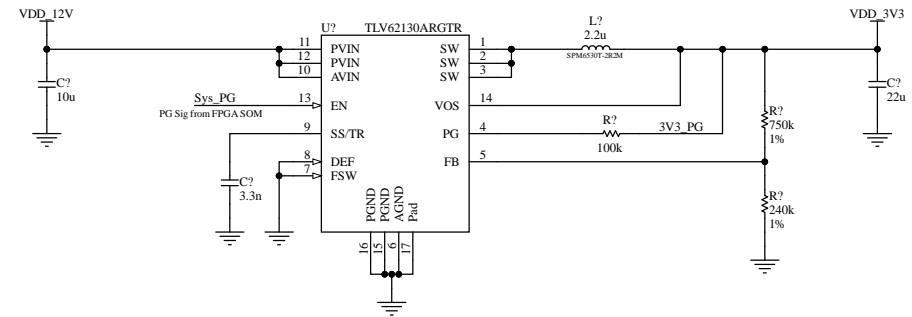 VDD_12V
VDD_3V3
U?
TLV62130ARGTR
L?
2.2u
SPM6530T-2R2M
11
PVIN
SW
1
12
PVIN
SW
2
10
AVIN
SW
3
C?
10u
C?
22u
Sys_PG
13
EN
VOS
14
PG Sig from FPGA SOM
R?
750k
1%
9
SS/TR
PG
4
R?
100k
3V3_PG
8
DEF
FB
5
7
FSW
C?
3.3n
R?
240k
1%
PGND
PGND
AGND
Pad
16
15
6
17